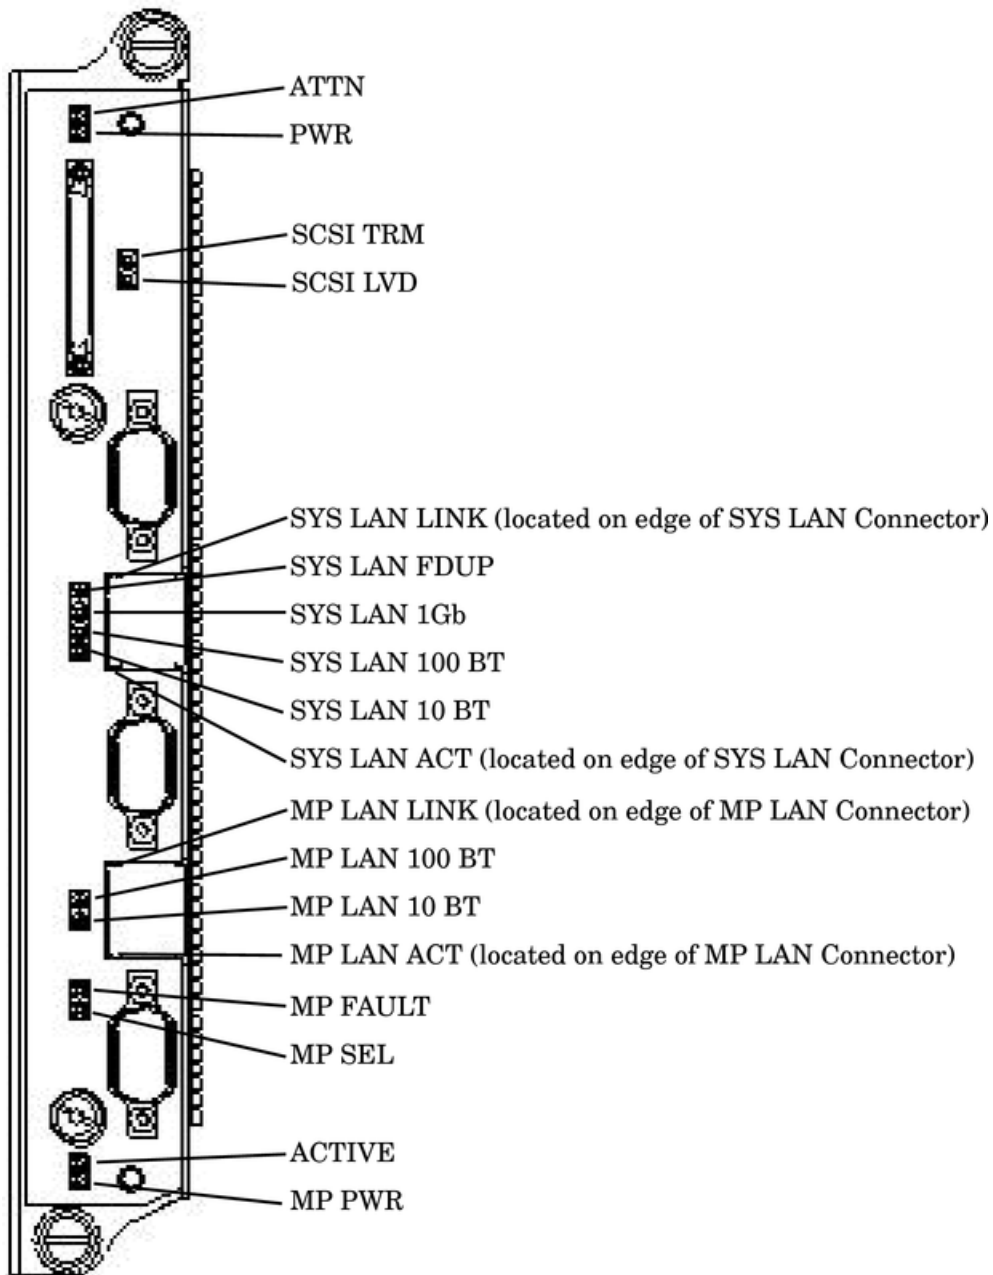 ATTN
PWR
SCSI TRM
SCSI LVD
SYS LAN LINK (located on edge of SYS LAN Connector)
SYS LAN FDUP
SYS LAN 1Gb
SYS LAN 100 BT
SYS LAN 10 BT
SYS LAN ACT (located on edge of SYS LAN Connector)
MP LAN LINK (located on edge of MP LAN Connector)
MP LAN 100 BT
MP LAN 10 BT
MP LAN ACT (located on edge of MP LAN Connector)
MP FAULT
MP SEL
ACTIVE
MP PWR